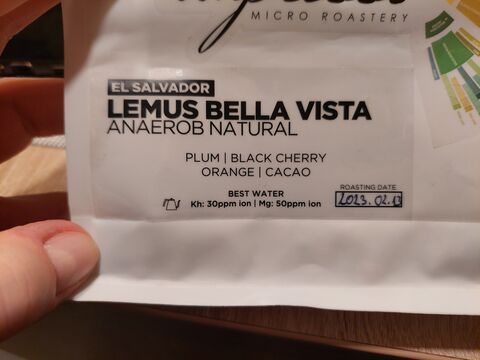 MICRO ROASTERY
EL SALVADOR
LEMUS BELLA VISTA
ANAEROB NATURAL
PLUM | BLACK CHERRY
ORANGE | CACAO
BEST WATER
Kh: 30ppm ion | Mg: 50ppm ion
ROASTING DATE
2023.02.13